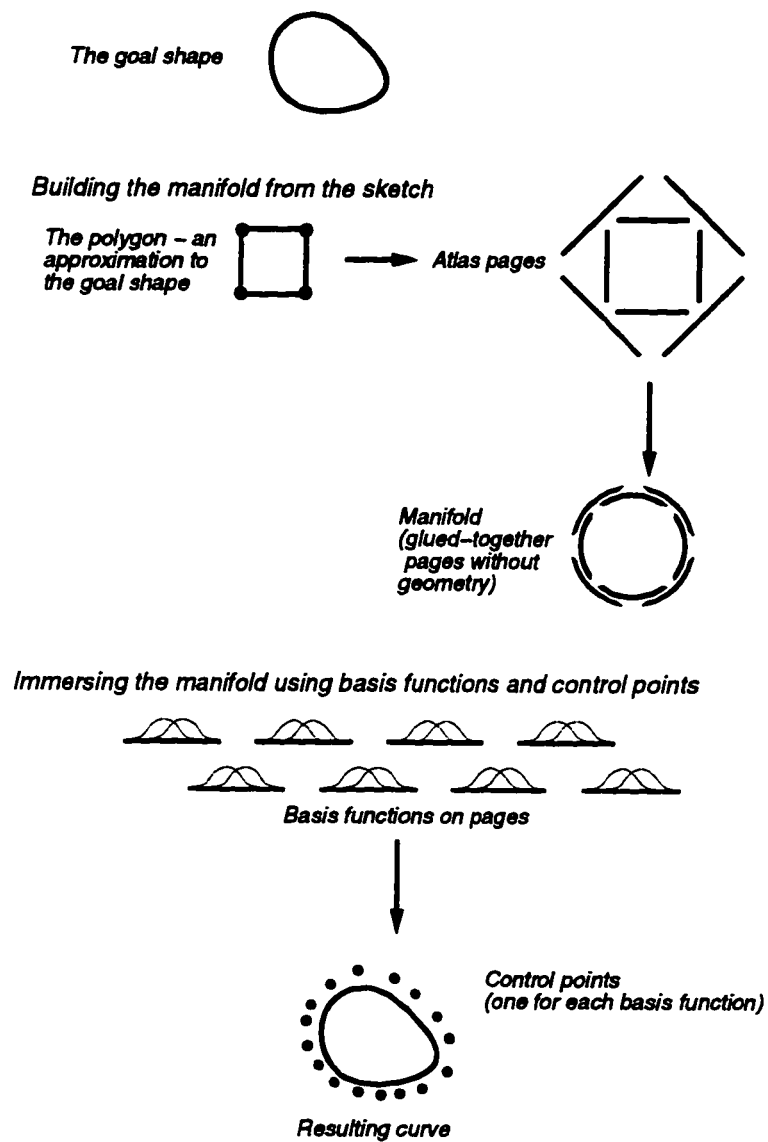 The goal shape
Building the manifold from the sketch
The polygon – an
approximation to
the goal shape
Atlas pages
Manifold
(glued–together
pages without
geometry)
Immersing the manifold using basis functions and control points
Basis functions on pages
Control points
(one for each basis function)
Resulting curve